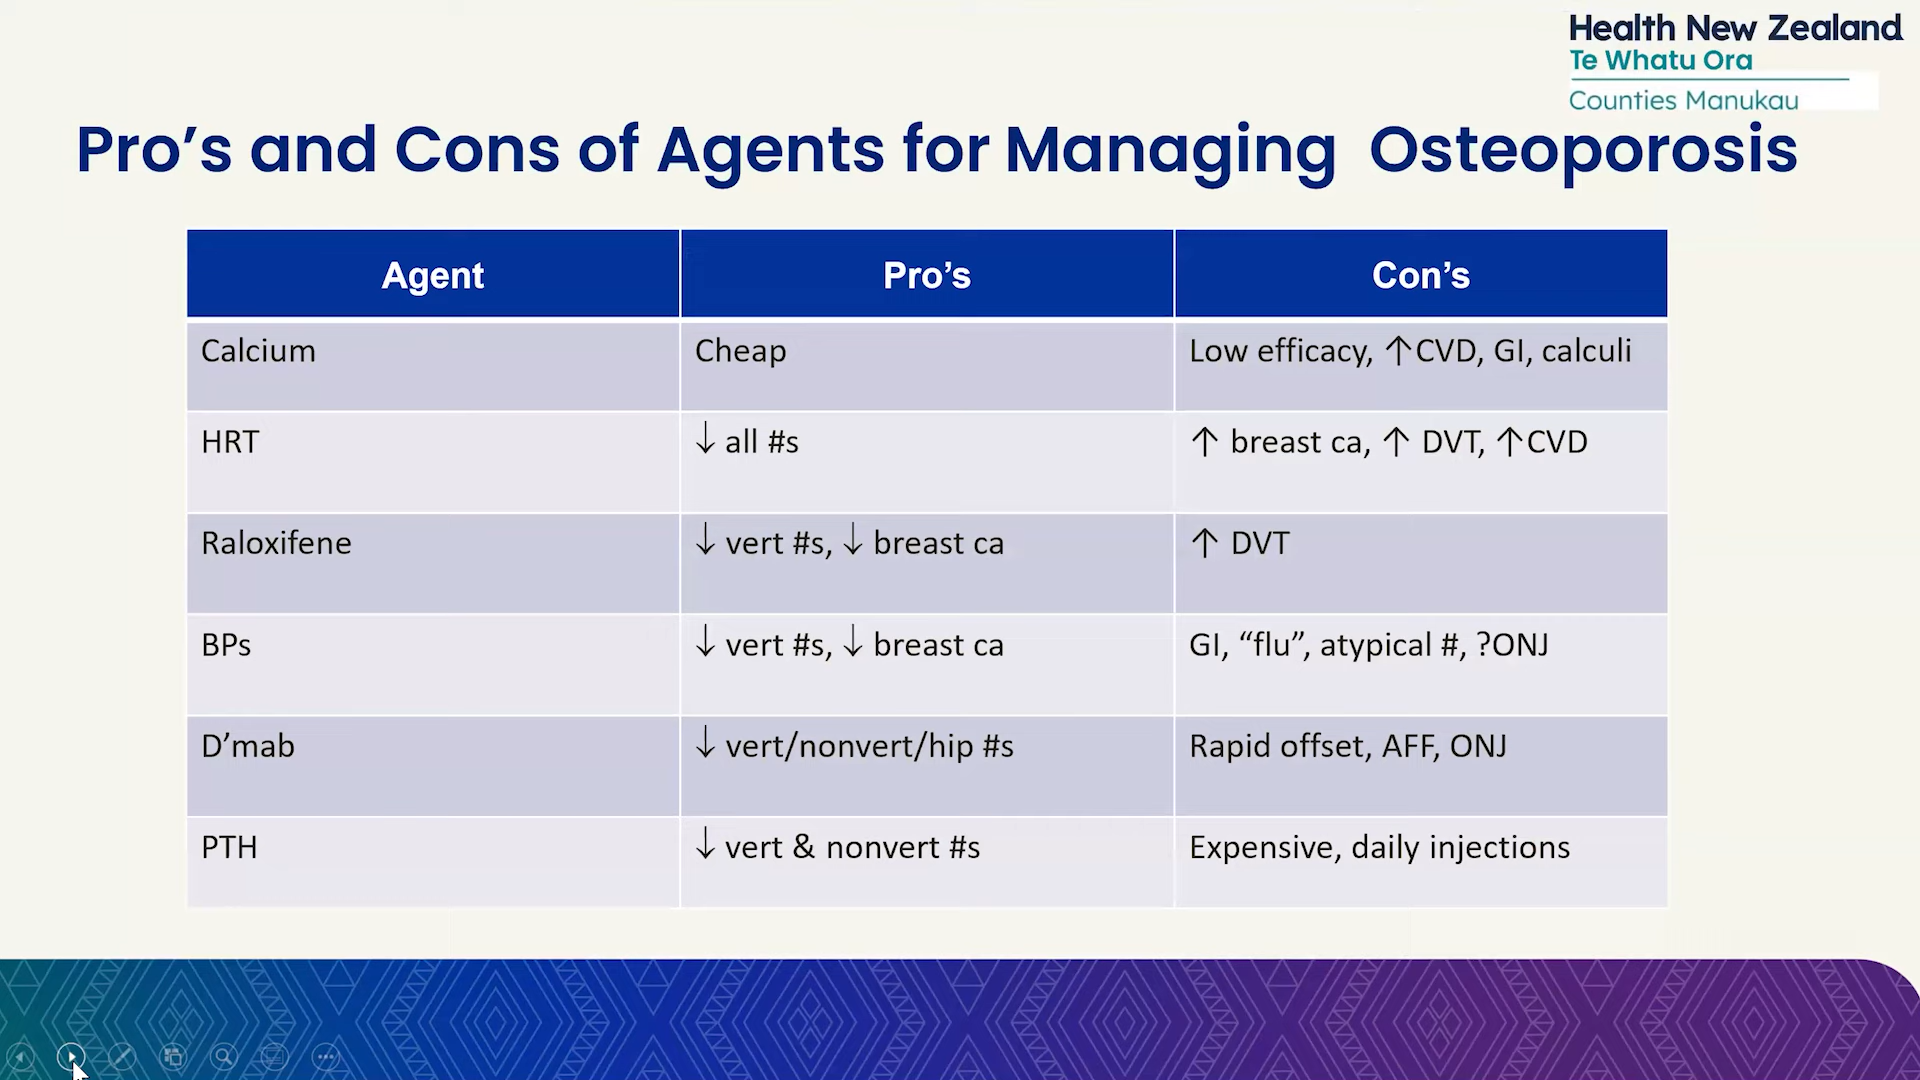 Health New Zealand
Te Whatu Ora
Counties Manukau
Pro’s and Cons of Agents for Managing Osteoporosis
Agent Pro’s Con’s
Calcium Cheap Low efficacy, ↑CVD, GI, calculi
HRT ↓ all #s ↑ breast ca, ↑ DVT, ↑CVD
Raloxifene ↓ vert #s, ↓ breast ca ↑ DVT
BPs ↓ vert #s, ↓ breast ca GI, “flu”, atypical #, ?ONJ
D’mab ↓ vert/nonvert/hip #s Rapid offset, AFF, ONJ
PTH ↓ vert & nonvert #s Expensive, daily injections